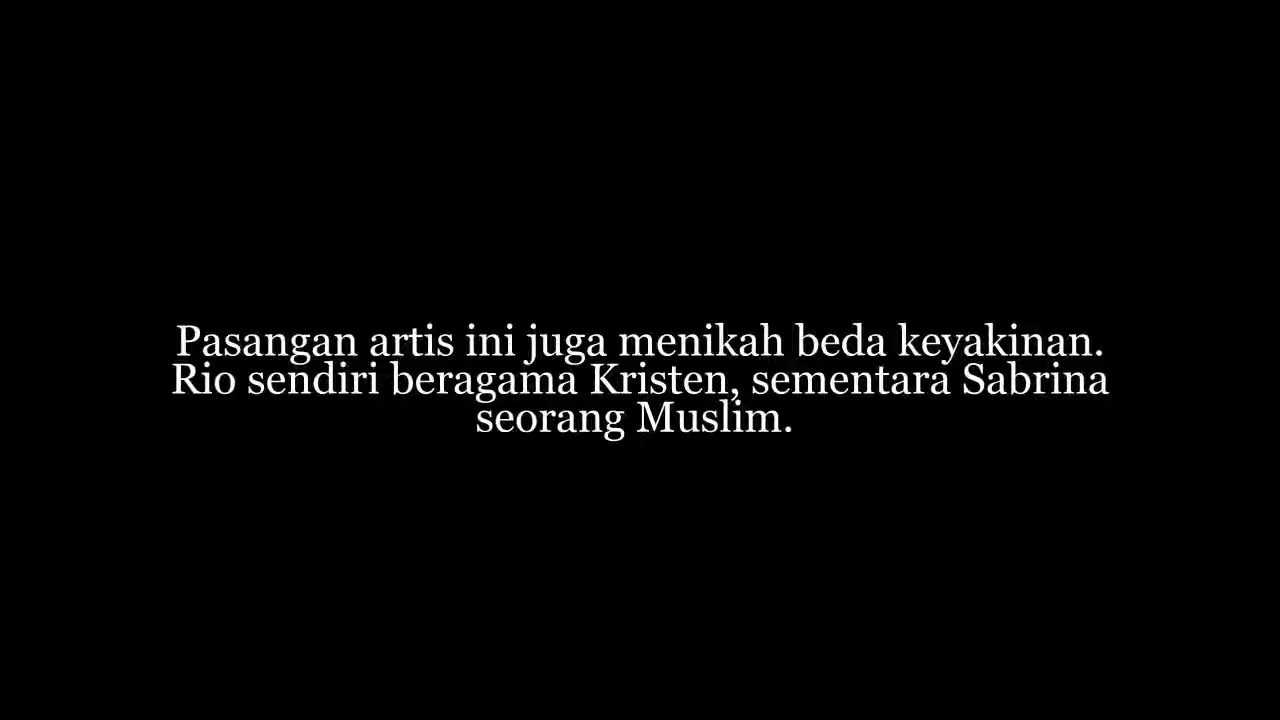 Pasangan artis ini juga menikah beda keyakinan.
Rio sendiri beragama Kristen, sementara Sabrina
seorang Muslim.